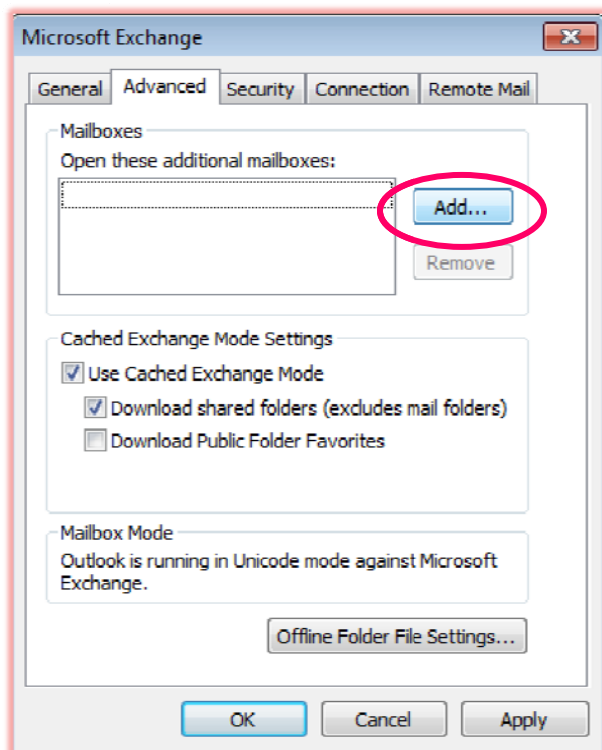 Microsoft Exchange
General Advanced Security Connection Remote Mail
Mailboxes
Open these additional mailboxes:
Add...
Remove
Cached Exchange Mode Settings
Use Cached Exchange Mode
Download shared folders (excludes mail folders)
Download Public Folder Favorites
Mailbox Mode
Outlook is running in Unicode mode against Microsoft
Exchange.
Offline Folder File Settings...
OK Cancel Apply